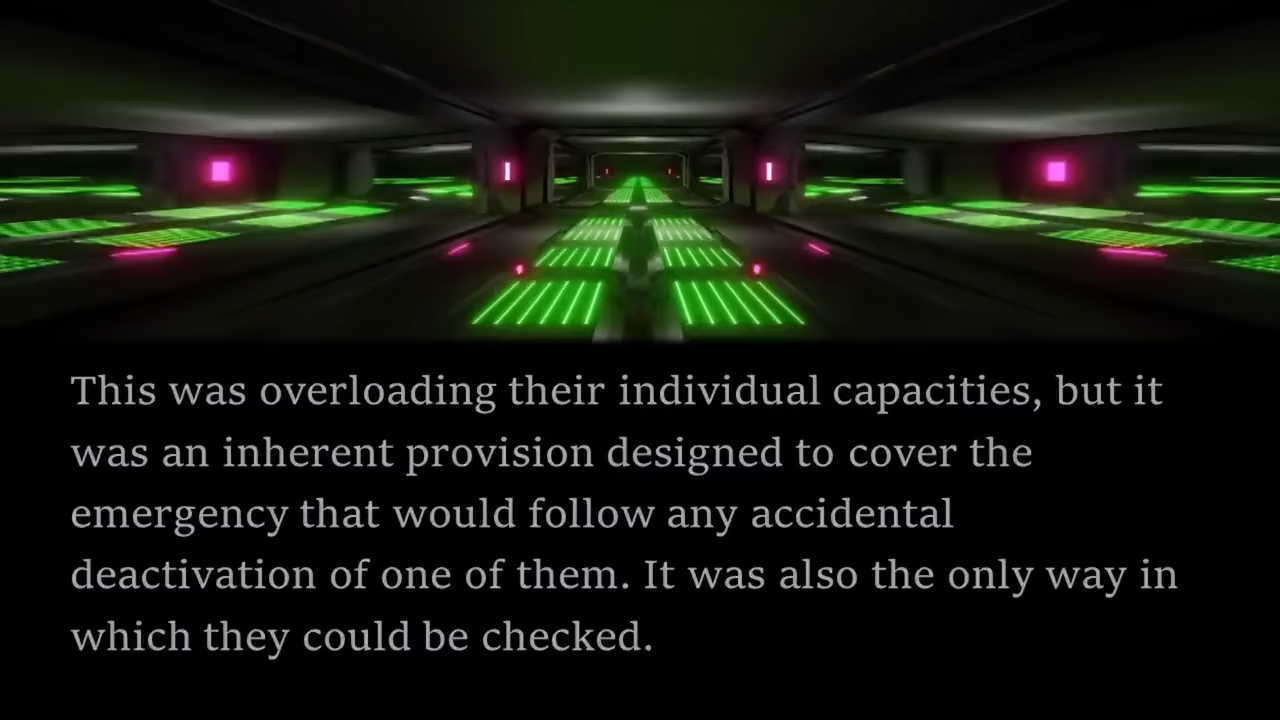 This was overloading their individual capacities, but it
was an inherent provision designed to cover the
emergency that would follow any accidental
deactivation of one of them. It was also the only way in
which they could be checked.